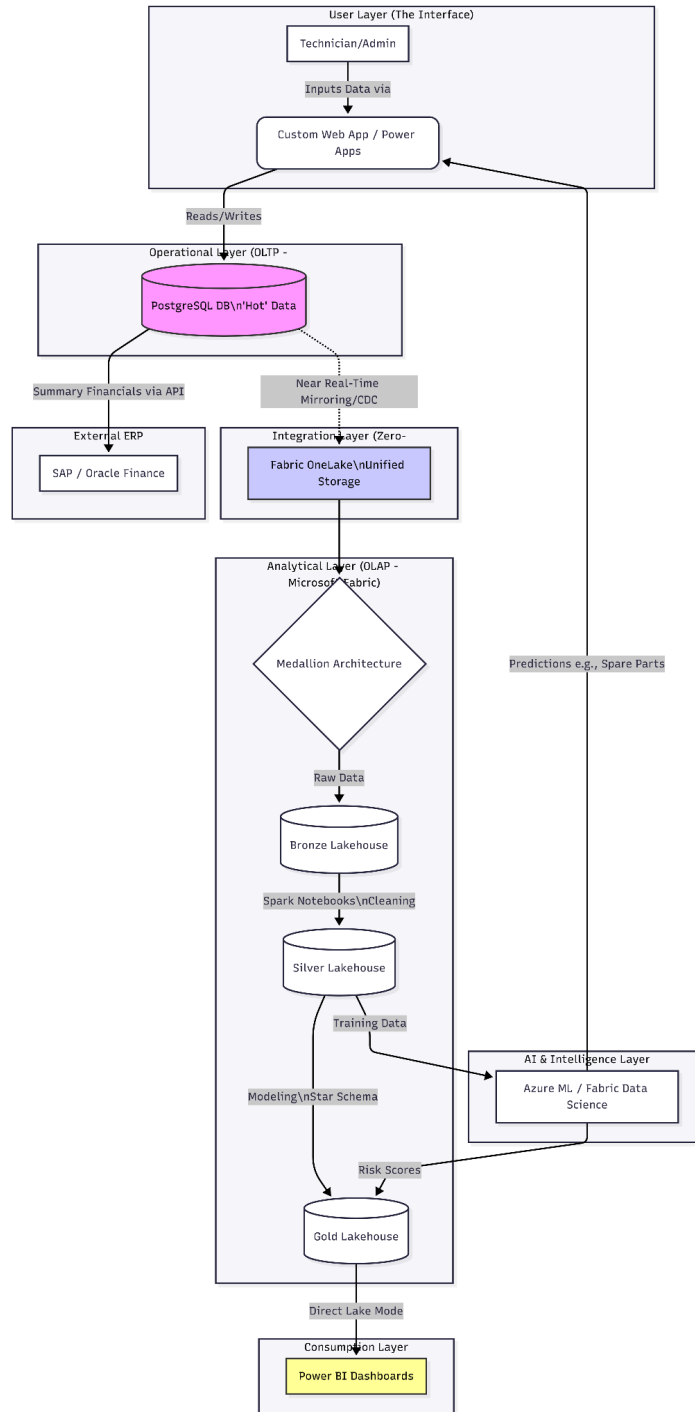 User Layer (The Interface)
Technician/Admin
Inputs Data via
Custom Web App / Power
Apps
Reads/Writes
Operational Layer (OLTP -
PostgreSQL DB\n'Hot' Data
Summary Financials via API
Near Real-Time
Mirroring/CDC
External ERP
SAP / Oracle Finance
Integration Layer (Zero-
Fabric OneLake\nUnified
Storage
Analytical Layer (OLAP -
Microsoft Fabric)
Medallion Architecture
Predictions e.g., Spare Parts
Raw Data
Bronze Lakehouse
Spark Notebooks\nCleaning
Silver Lakehouse
Training Data
AI & Intelligence Layer
Azure ML / Fabric Data
Science
Modeling\nStar Schema
Risk Scores
Gold Lakehouse
Direct Lake Mode
Consumption Layer
Power BI Dashboards